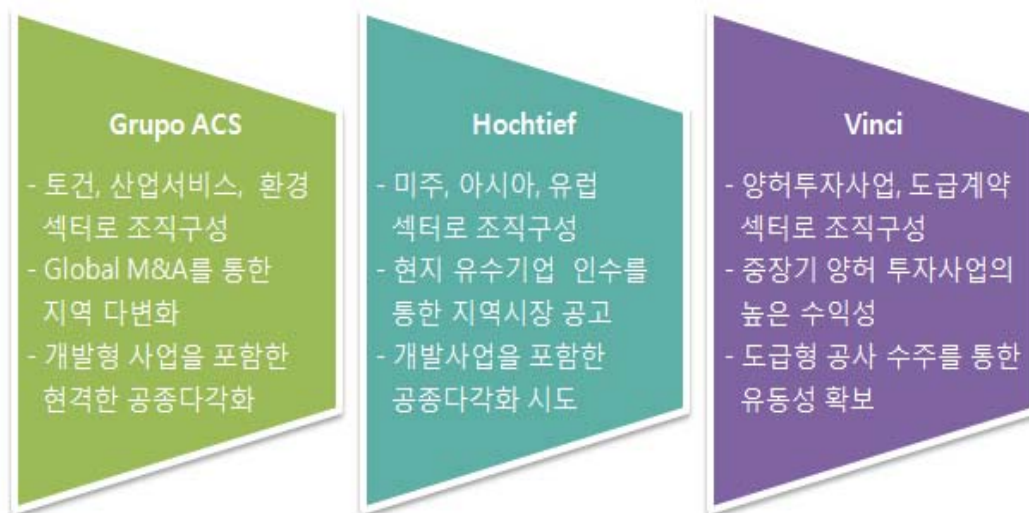 Grupo ACS
- 토건, 산업서비스, 환경
섹터로 조직구성
- Global M&A를 통한
지역 다변화
- 개발형 사업을 포함한
현격한 공종다각화
Hochtief
- 미주, 아시아, 유럽
섹터로 조직구성
- 현지 유수기업 인수를
통한 지역시장 공고
- 개발사업을 포함한
공종다각화 시도
Vinci
- 양허투자사업, 도급계약
섹터로 조직구성
- 중장기 양허 투자사업의
높은 수익성
- 도급형 공사 수주를 통한
유동성 확보